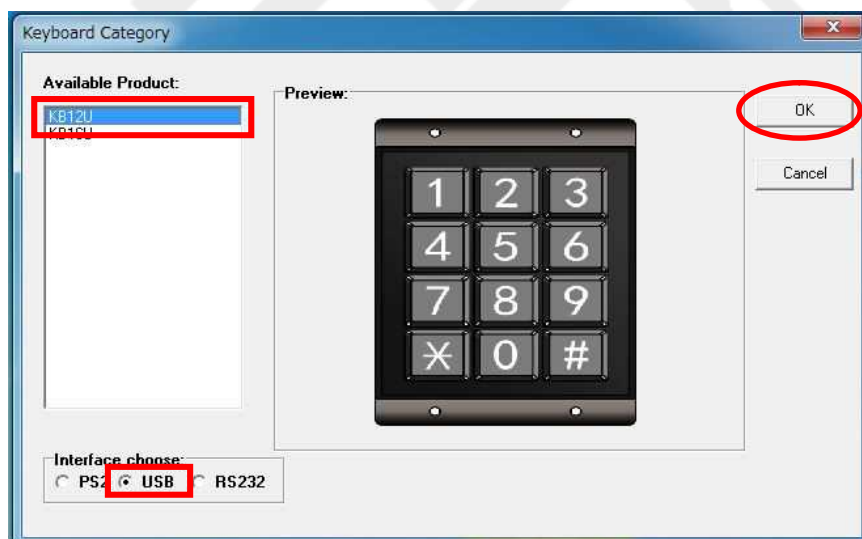 Keyboard Category
Available Product:
KB12U
KB16U
Preview:
1 2 3
4 5 6
7 8 9
* 0 #
OK
Cancel
Interface choose:
PS2 USB RS232